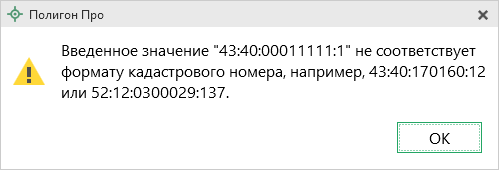 Полигон Про
Введенное значение "43:40:00011111:1" не соответствует
формату кадастрового номера, например, 43:40:170160:12
или 52:12:0300029:137.
ОК